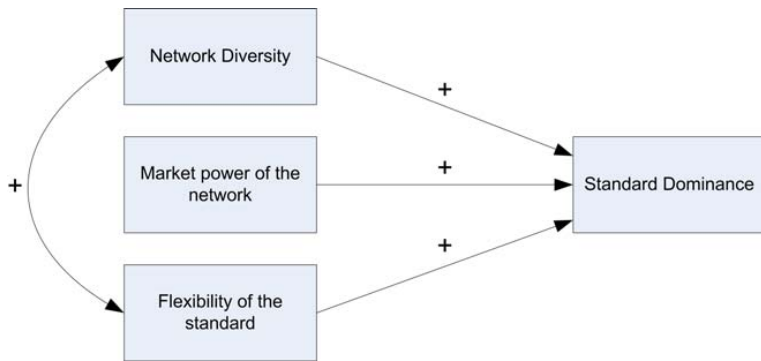 Network Diversity
+
Market power of the
network
+
Standard Dominance
+
+
Flexibility of the
standard